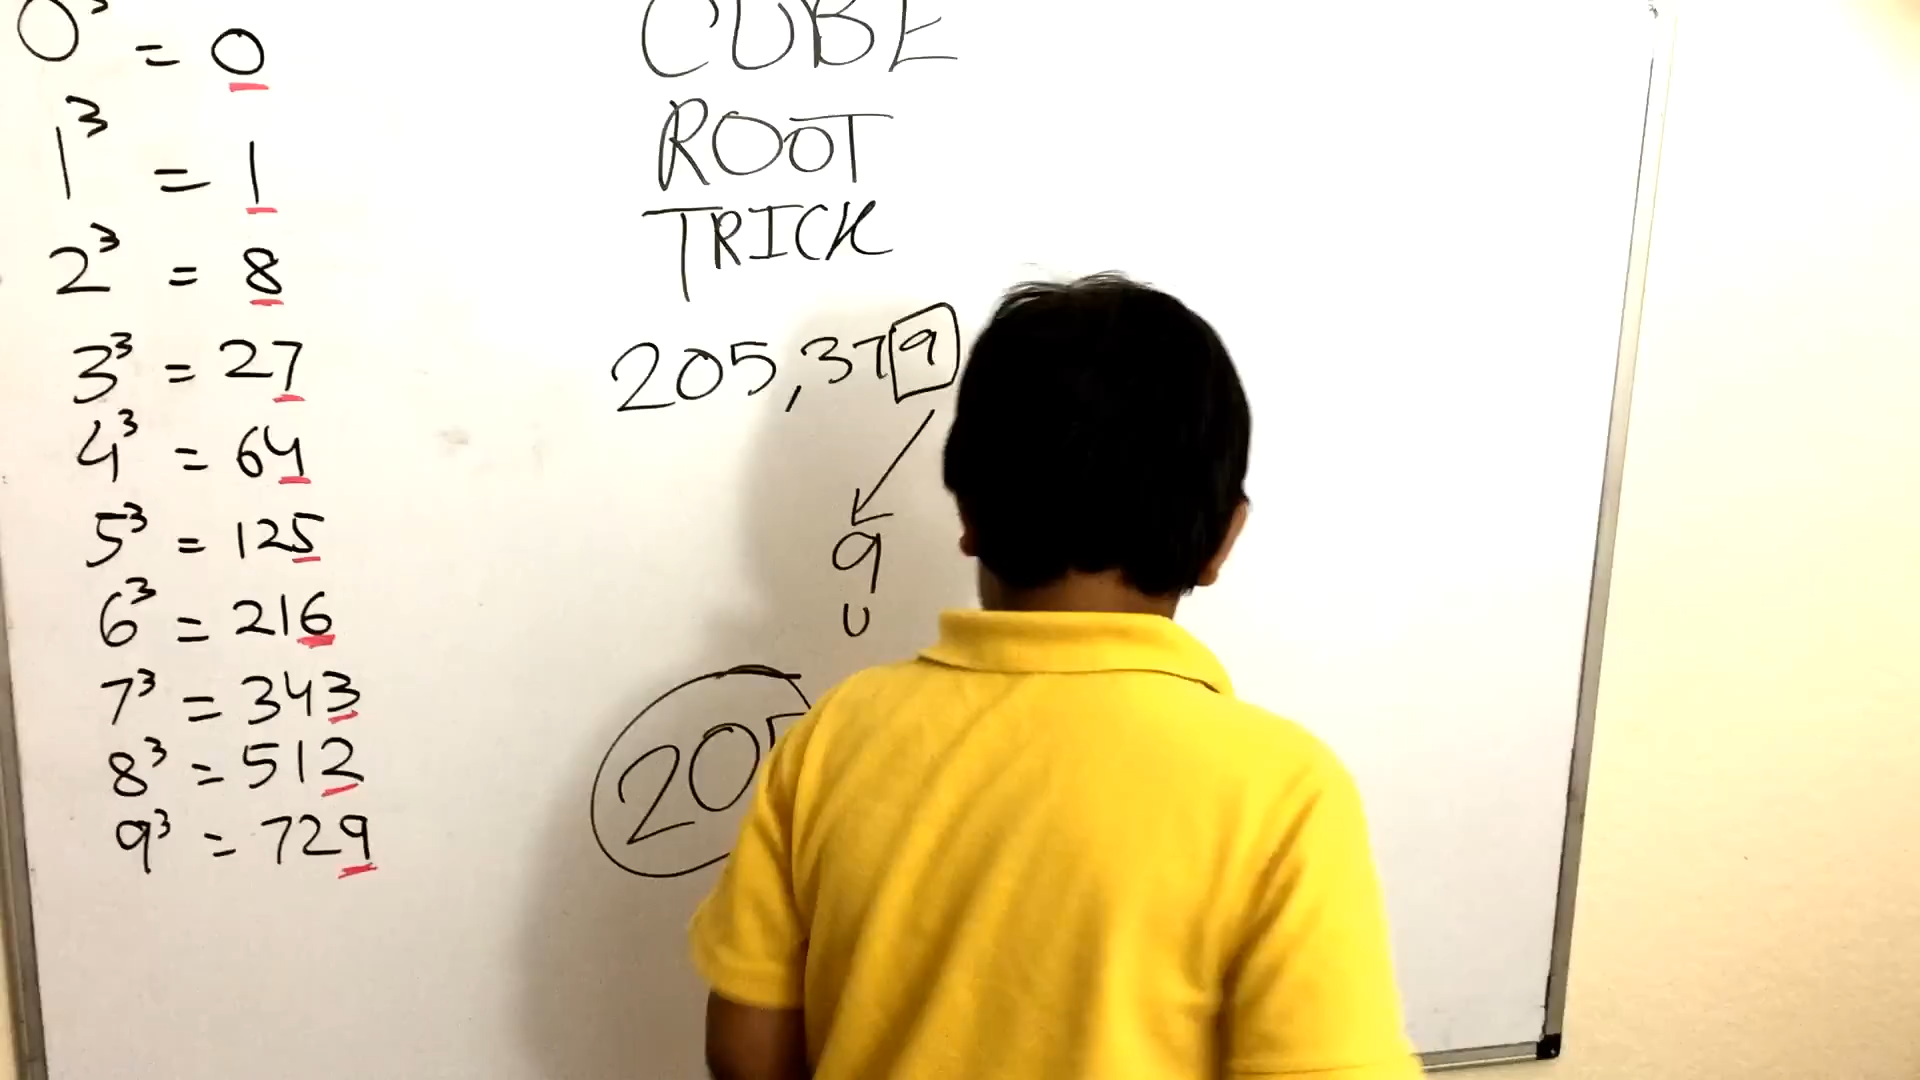 0³ = 0
1³ = 1
2³ = 8
3³ = 27
4³ = 64
5³ = 125
6³ = 216
7³ = 343
8³ = 512
9³ = 729
CUBE
ROOT
TRICK
205,379
9
U
205